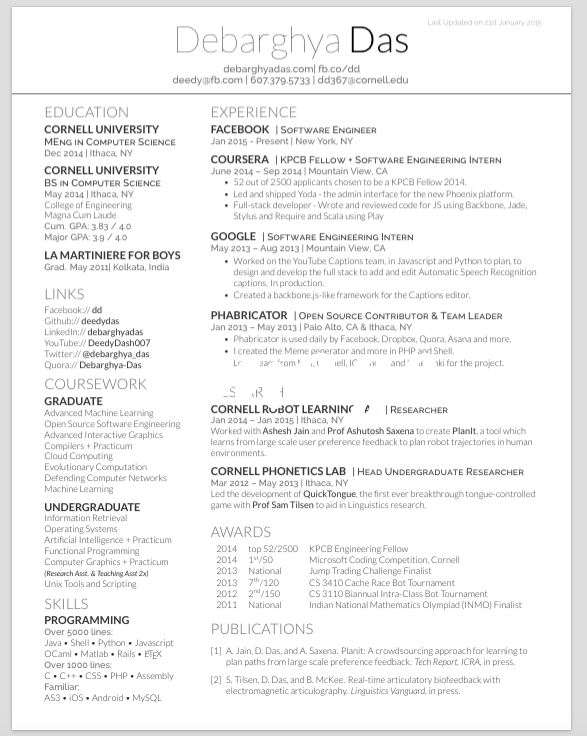 Last Updated on 21st January 2015
Debarghya Das
debarghyadas.com| fb.co/dd
deedy@fb.com | 607.379.5733 | dd367@cornell.edu
EDUCATION
CORNELL UNIVERSITY
MEng in Computer Science
Dec 2014 | Ithaca, NY
CORNELL UNIVERSITY
BS in Computer Science
May 2014 | Ithaca, NY
College of Engineering
Magna Cum Laude
Cum. GPA: 3.83 / 4.0
Major GPA: 3.9 / 4.0
LA MARTINIERE FOR BOYS
Grad. May 2011| Kolkata, India
LINKS
Facebook:// dd
Github:// deedydas
LinkedIn:// debarghyadas
YouTube:// DeedyDash007
Twitter:// @debarghya_das
Quora:// Debarghya-Das
COURSEWORK
GRADUATE
Advanced Machine Learning
Open Source Software Engineering
Advanced Interactive Graphics
Compilers + Practicum
Cloud Computing
Evolutionary Computation
Defending Computer Networks
Machine Learning
UNDERGRADUATE
Information Retrieval
Operating Systems
Artificial Intelligence + Practicum
Functional Programming
Computer Graphics + Practicum
(Research Asst. & Teaching Asst 2x)
Unix Tools and Scripting
SKILLS
PROGRAMMING
Over 5000 lines:
Java • Shell • Python • Javascript
OCaml • Matlab • Rails • LATEX
Over 1000 lines:
C • C++ • CSS • PHP • Assembly
Familiar:
AS3 • iOS • Android • MySQL
EXPERIENCE
FACEBOOK | Software Engineer
Jan 2015 - Present | New York, NY
COURSERA | KPCB Fellow + Software Engineering Intern
June 2014 – Sep 2014 | Mountain View, CA
• 52 out of 2500 applicants chosen to be a KPCB Fellow 2014.
• Led and shipped Yoda - the admin interface for the new Phoenix platform.
• Full-stack developer - Wrote and reviewed code for JS using Backbone, Jade,
Stylus and Require and Scala using Play
GOOGLE | Software Engineering Intern
May 2013 – Aug 2013 | Mountain View, CA
• Worked on the YouTube Captions team, in Javascript and Python to plan, to
design and develop the full stack to add and edit Automatic Speech Recognition
captions. In production.
• Created a backbone.js-like framework for the Captions editor.
PHABRICATOR | Open Source Contributor & Team Leader
Jan 2013 – May 2013 | Palo Alto, CA & Ithaca, NY
• Phabricator is used daily by Facebook, Dropbox, Quora, Asana and more.
• I created the Meme generator and more in PHP and Shell.
from for the project.
CORNELL ROBOT LEARNING | Researcher
Jan 2014 – Jan 2015 | Ithaca, NY
Worked with Ashesh Jain and Prof Ashutosh Saxena to create PlanIt, a tool which
learns from large scale user preference feedback to plan robot trajectories in human
environments.
CORNELL PHONETICS LAB | Head Undergraduate Researcher
Mar 2012 – May 2013 | Ithaca, NY
Led the development of QuickTongue, the first ever breakthrough tongue-controlled
game with Prof Sam Tilsen to aid in Linguistics research.
AWARDS
2014 top 52/2500 KPCB Engineering Fellow
2014 1st/50 Microsoft Coding Competition, Cornell
2013 National Jump Trading Challenge Finalist
2013 7th/120 CS 3410 Cache Race Bot Tournament
2012 2nd/150 CS 3110 Biannual Intra-Class Bot Tournament
2011 National Indian National Mathematics Olympiad (INMO) Finalist
PUBLICATIONS
[1] A. Jain, D. Das, and A. Saxena. Planit: A crowdsourcing approach for learning to
plan paths from large scale preference feedback. Tech Report, ICRA, in press.
[2] S. Tilsen, D. Das, and B. McKee. Real-time articulatory biofeedback with
electromagnetic articulography. Linguistics Vanguard, in press.